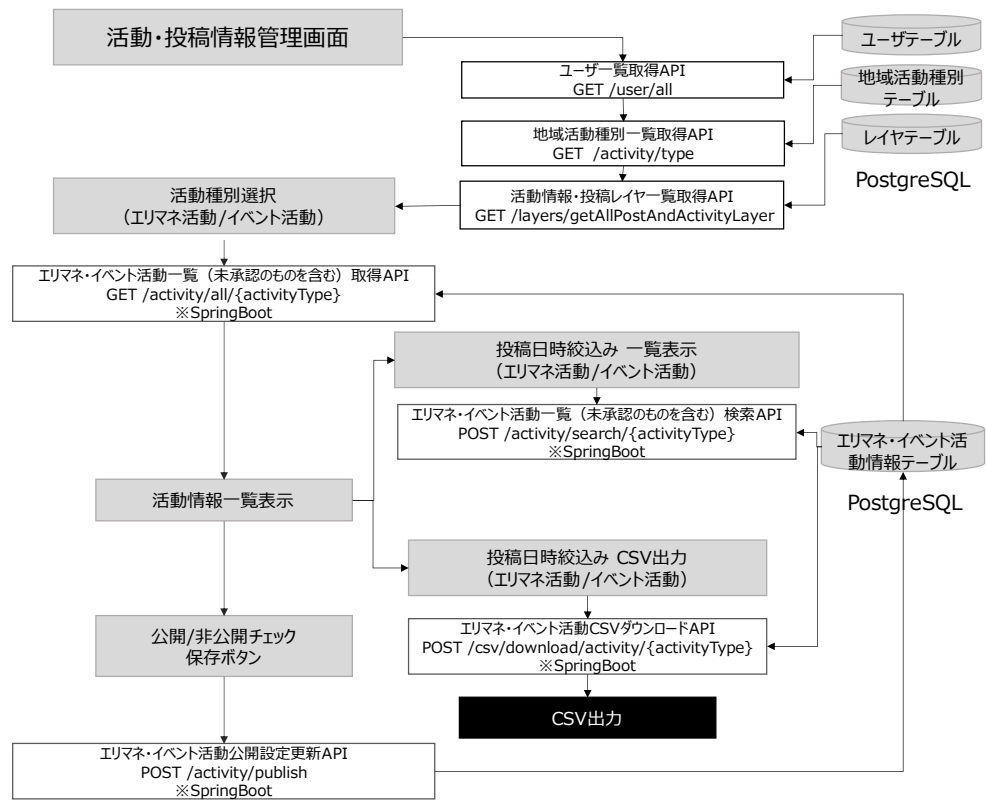 活動・投稿情報管理画面
ユーザテーブル
ユーザ一覧取得API
GET /user/all
地域活動種別
テーブル
地域活動種別一覧取得API
GET /activity/type
レイヤテーブル
PostgreSQL
活動種別選択
（エリマネ活動/イベント活動）
活動情報・投稿レイヤ一覧取得API
GET /layers/getAllPostAndActivityLayer
エリマネ・イベント活動一覧（未承認のものを含む）取得API
GET /activity/all/{activityType}
※SpringBoot
投稿日時絞込み 一覧表示
（エリマネ活動/イベント活動）
エリマネ・イベント活動一覧（未承認のものを含む）検索API
POST /activity/search/{activityType}
※SpringBoot
エリマネ・イベント活
動情報テーブル
PostgreSQL
活動情報一覧表示
投稿日時絞込み CSV出力
（エリマネ活動/イベント活動）
エリマネ・イベント活動CSVダウンロードAPI
POST /csv/download/activity/{activityType}
※SpringBoot
公開/非公開チェック
保存ボタン
CSV出力
エリマネ・イベント活動公開設定更新API
POST /activity/publish
※SpringBoot